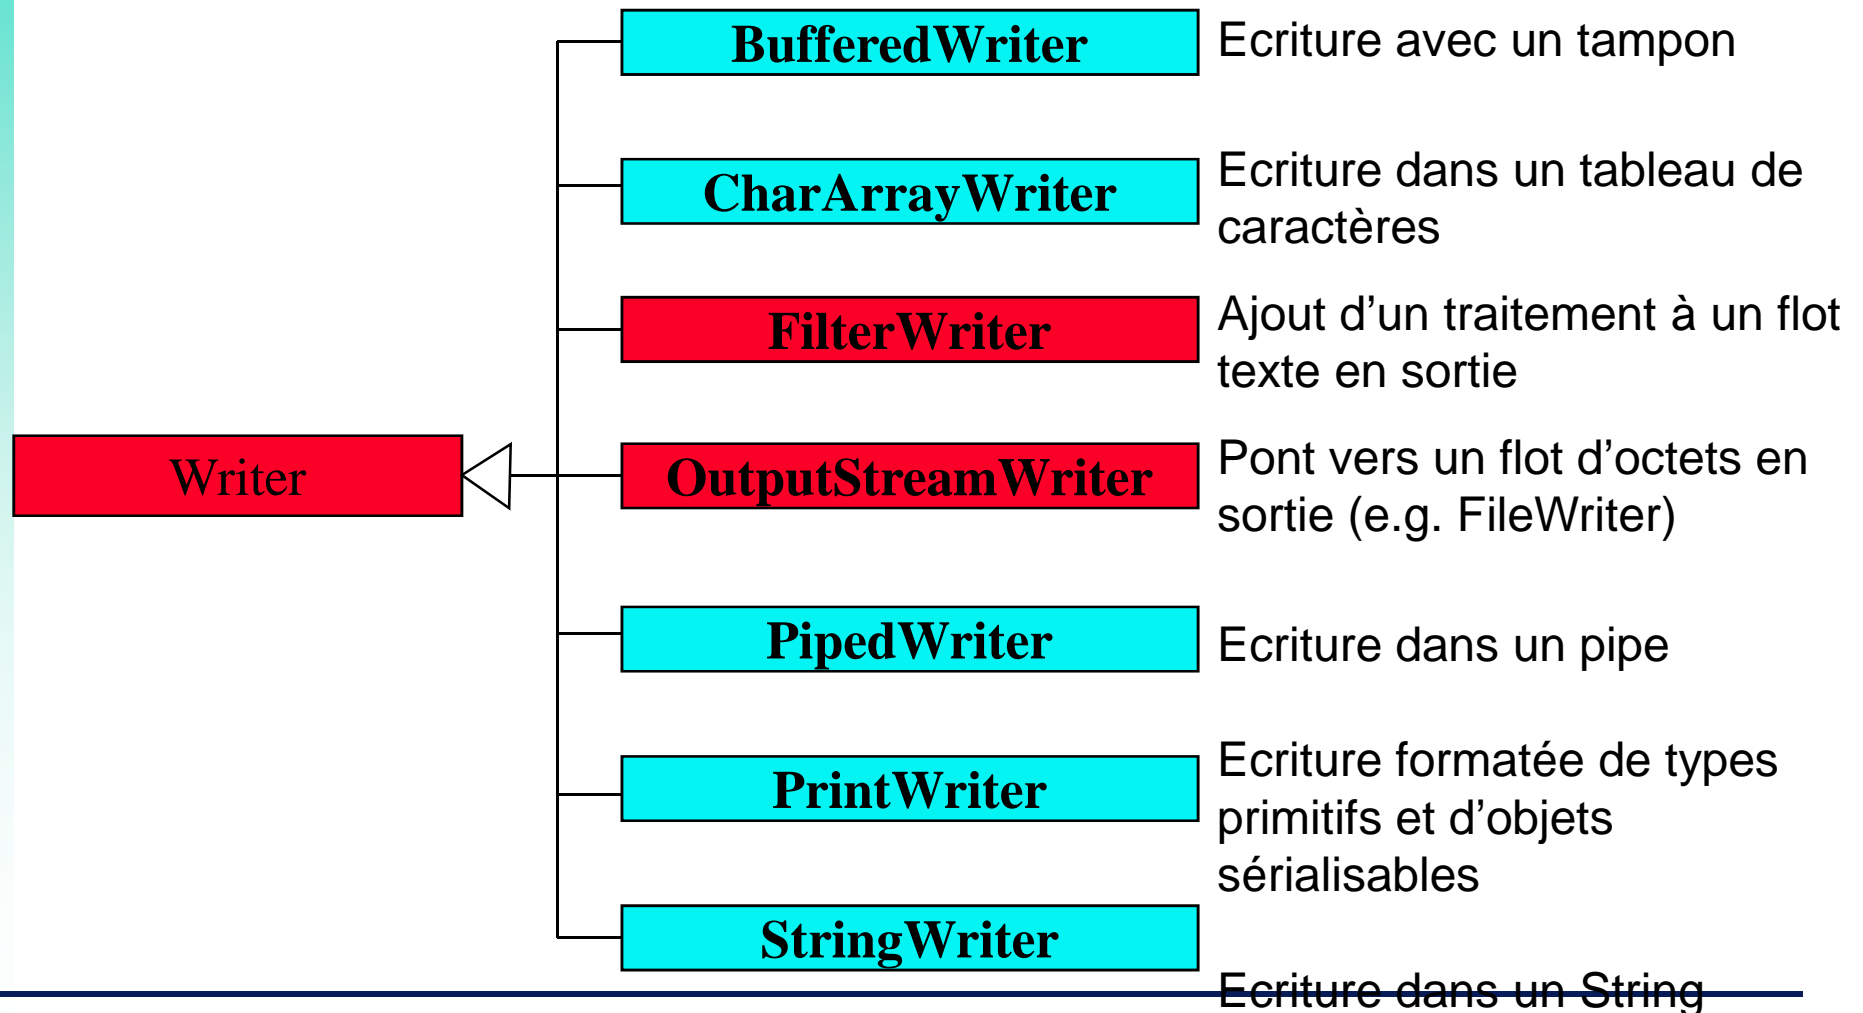 BufferedWriter
Ecriture avec un tampon
CharArrayWriter
Ecriture dans un tableau de
caractères
FilterWriter
Ajout d’un traitement à un flot
texte en sortie
Writer
OutputStreamWriter
Pont vers un flot d’octets en
sortie (e.g. FileWriter)
PipedWriter
Ecriture dans un pipe
PrintWriter
Ecriture formatée de types
primitifs et d’objets
sérialisables
StringWriter
Ecriture dans un String